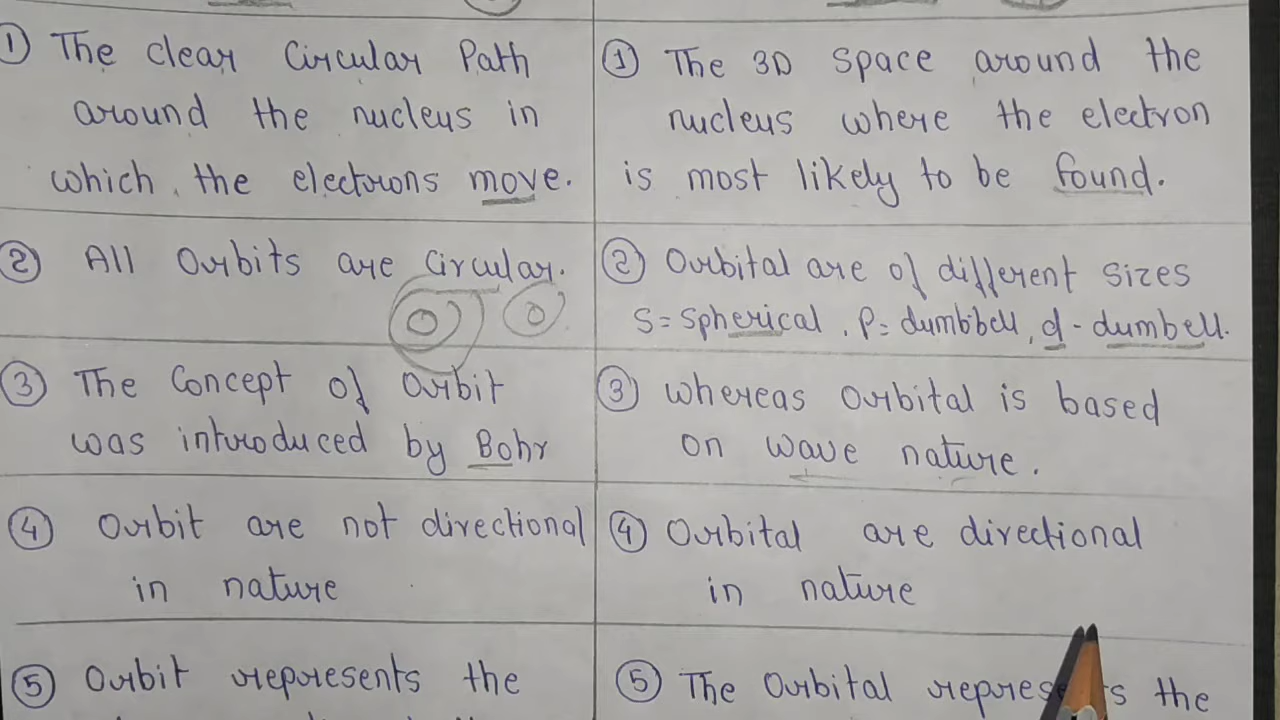 ① The clear Circular Path
around the nucleus in
which the electrons move.
② All Orbits are Circular.
③ The Concept of Orbit
was introduced by Bohr
④ Orbit are not directional
in nature
⑤ Orbit represents the
① The 3D space around the
nucleus where the electron
is most likely to be found.
② Orbital are of different sizes
S = spherical, P = dumbbell, d - dumbell.
③ whereas Orbital is based
on wave nature.
④ Orbital are directional
in nature
⑤ The Orbital represents the